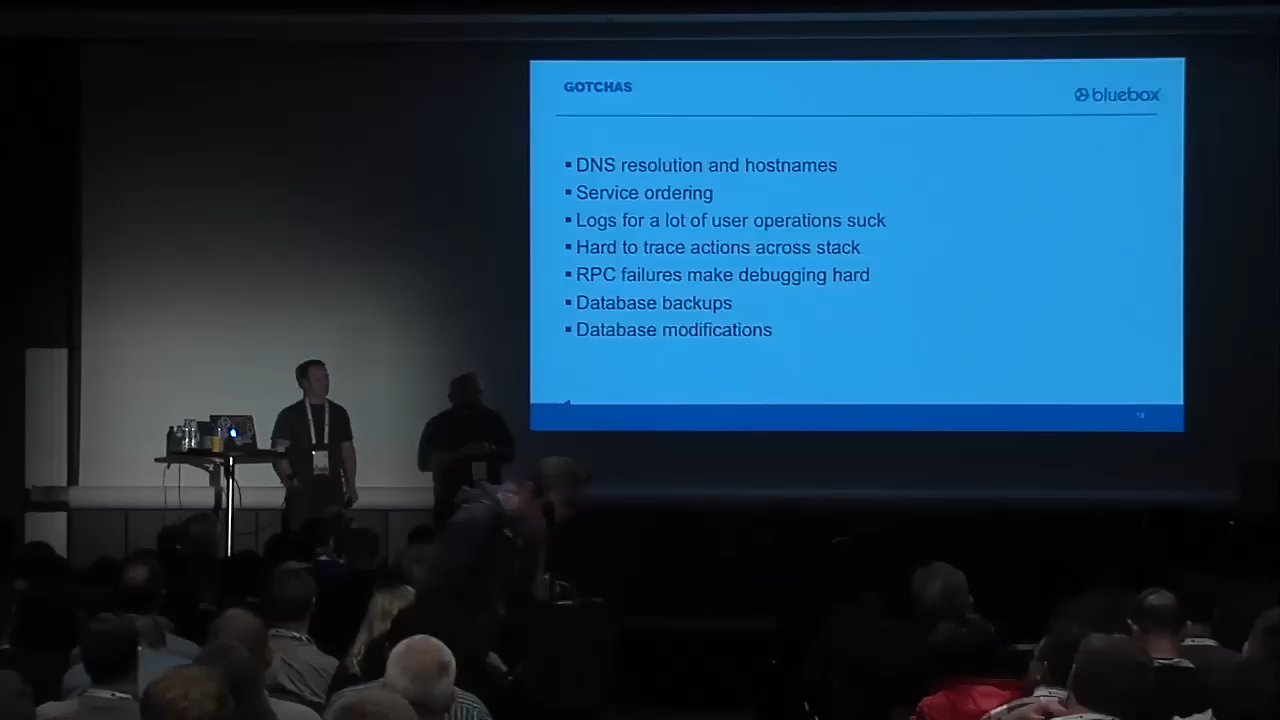 GOTCHAS
bluebox
▪ DNS resolution and hostnames
▪ Service ordering
▪ Logs for a lot of user operations suck
▪ Hard to trace actions across stack
▪ RPC failures make debugging hard
▪ Database backups
▪ Database modifications